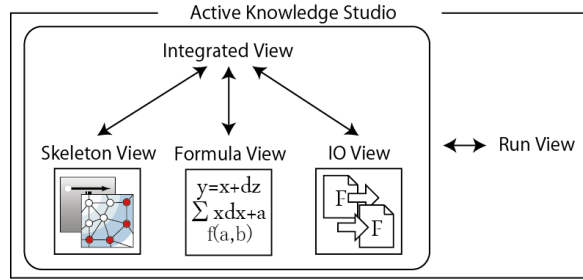 Active Knowledge Studio
Integrated View
Run View
Skeleton View
Formula View
IO View
y=x+dz
∑ xdx+a
f(a,b)
F
F